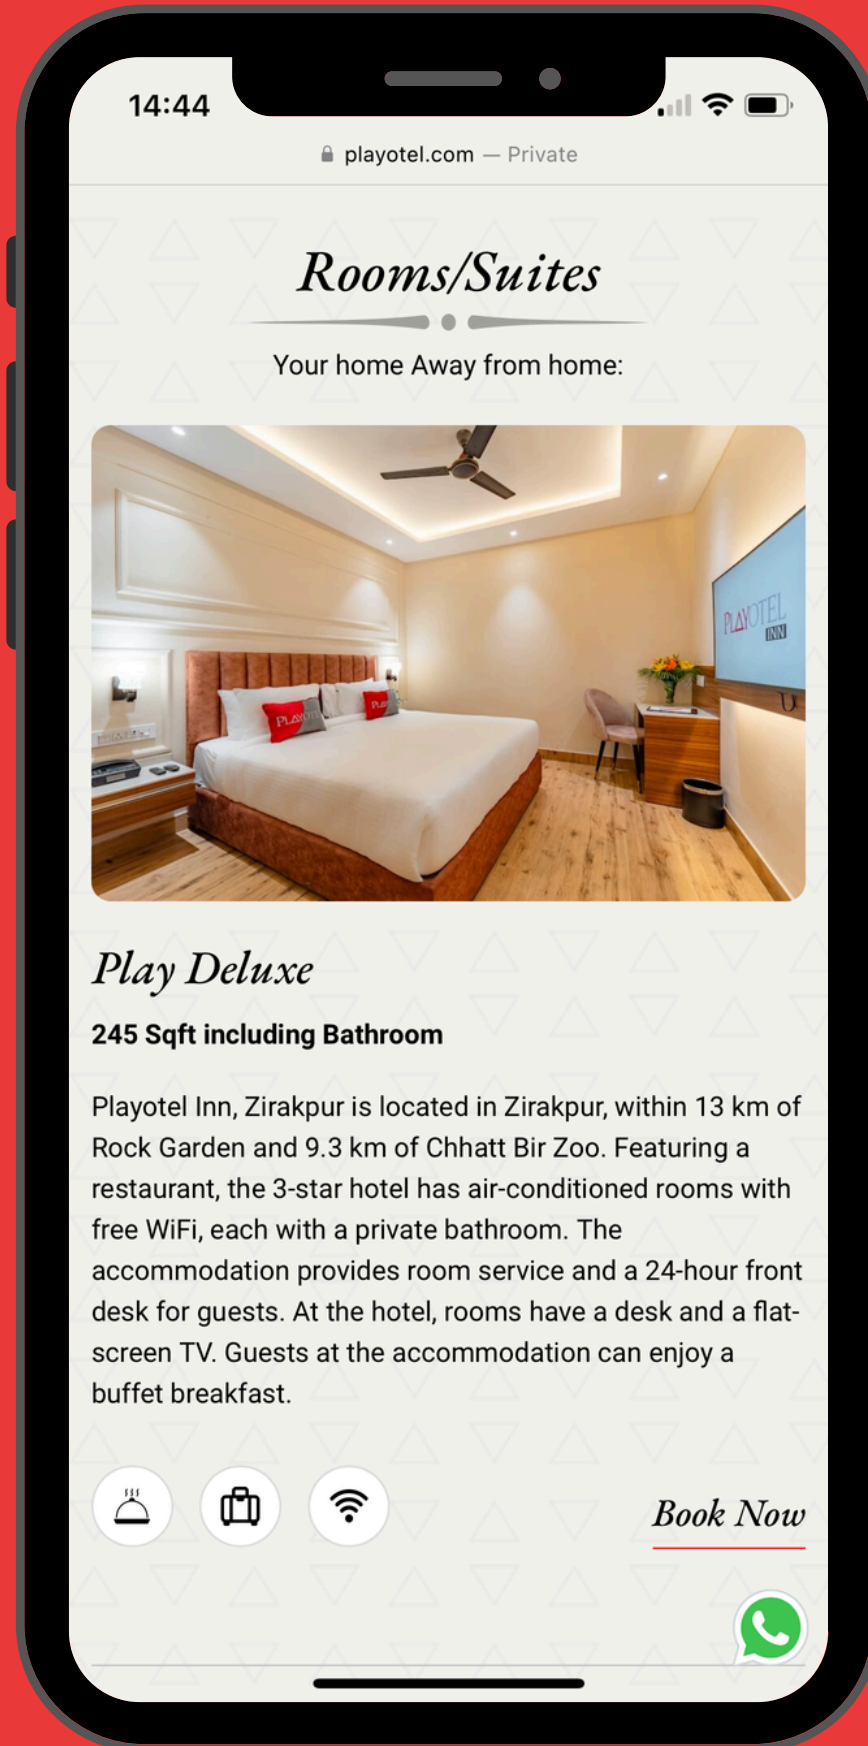 14:44
playotel.com — Private
Rooms/Suites
Your home Away from home:
PLAYOTEL
INN
PLAYOTEL
Play Deluxe
245 Sqft including Bathroom
Playotel Inn, Zirakpur is located in Zirakpur, within 13 km of
Rock Garden and 9.3 km of Chhatt Bir Zoo. Featuring a
restaurant, the 3-star hotel has air-conditioned rooms with
free WiFi, each with a private bathroom. The
accommodation provides room service and a 24-hour front
desk for guests. At the hotel, rooms have a desk and a flat-
screen TV. Guests at the accommodation can enjoy a
buffet breakfast.
Book Now